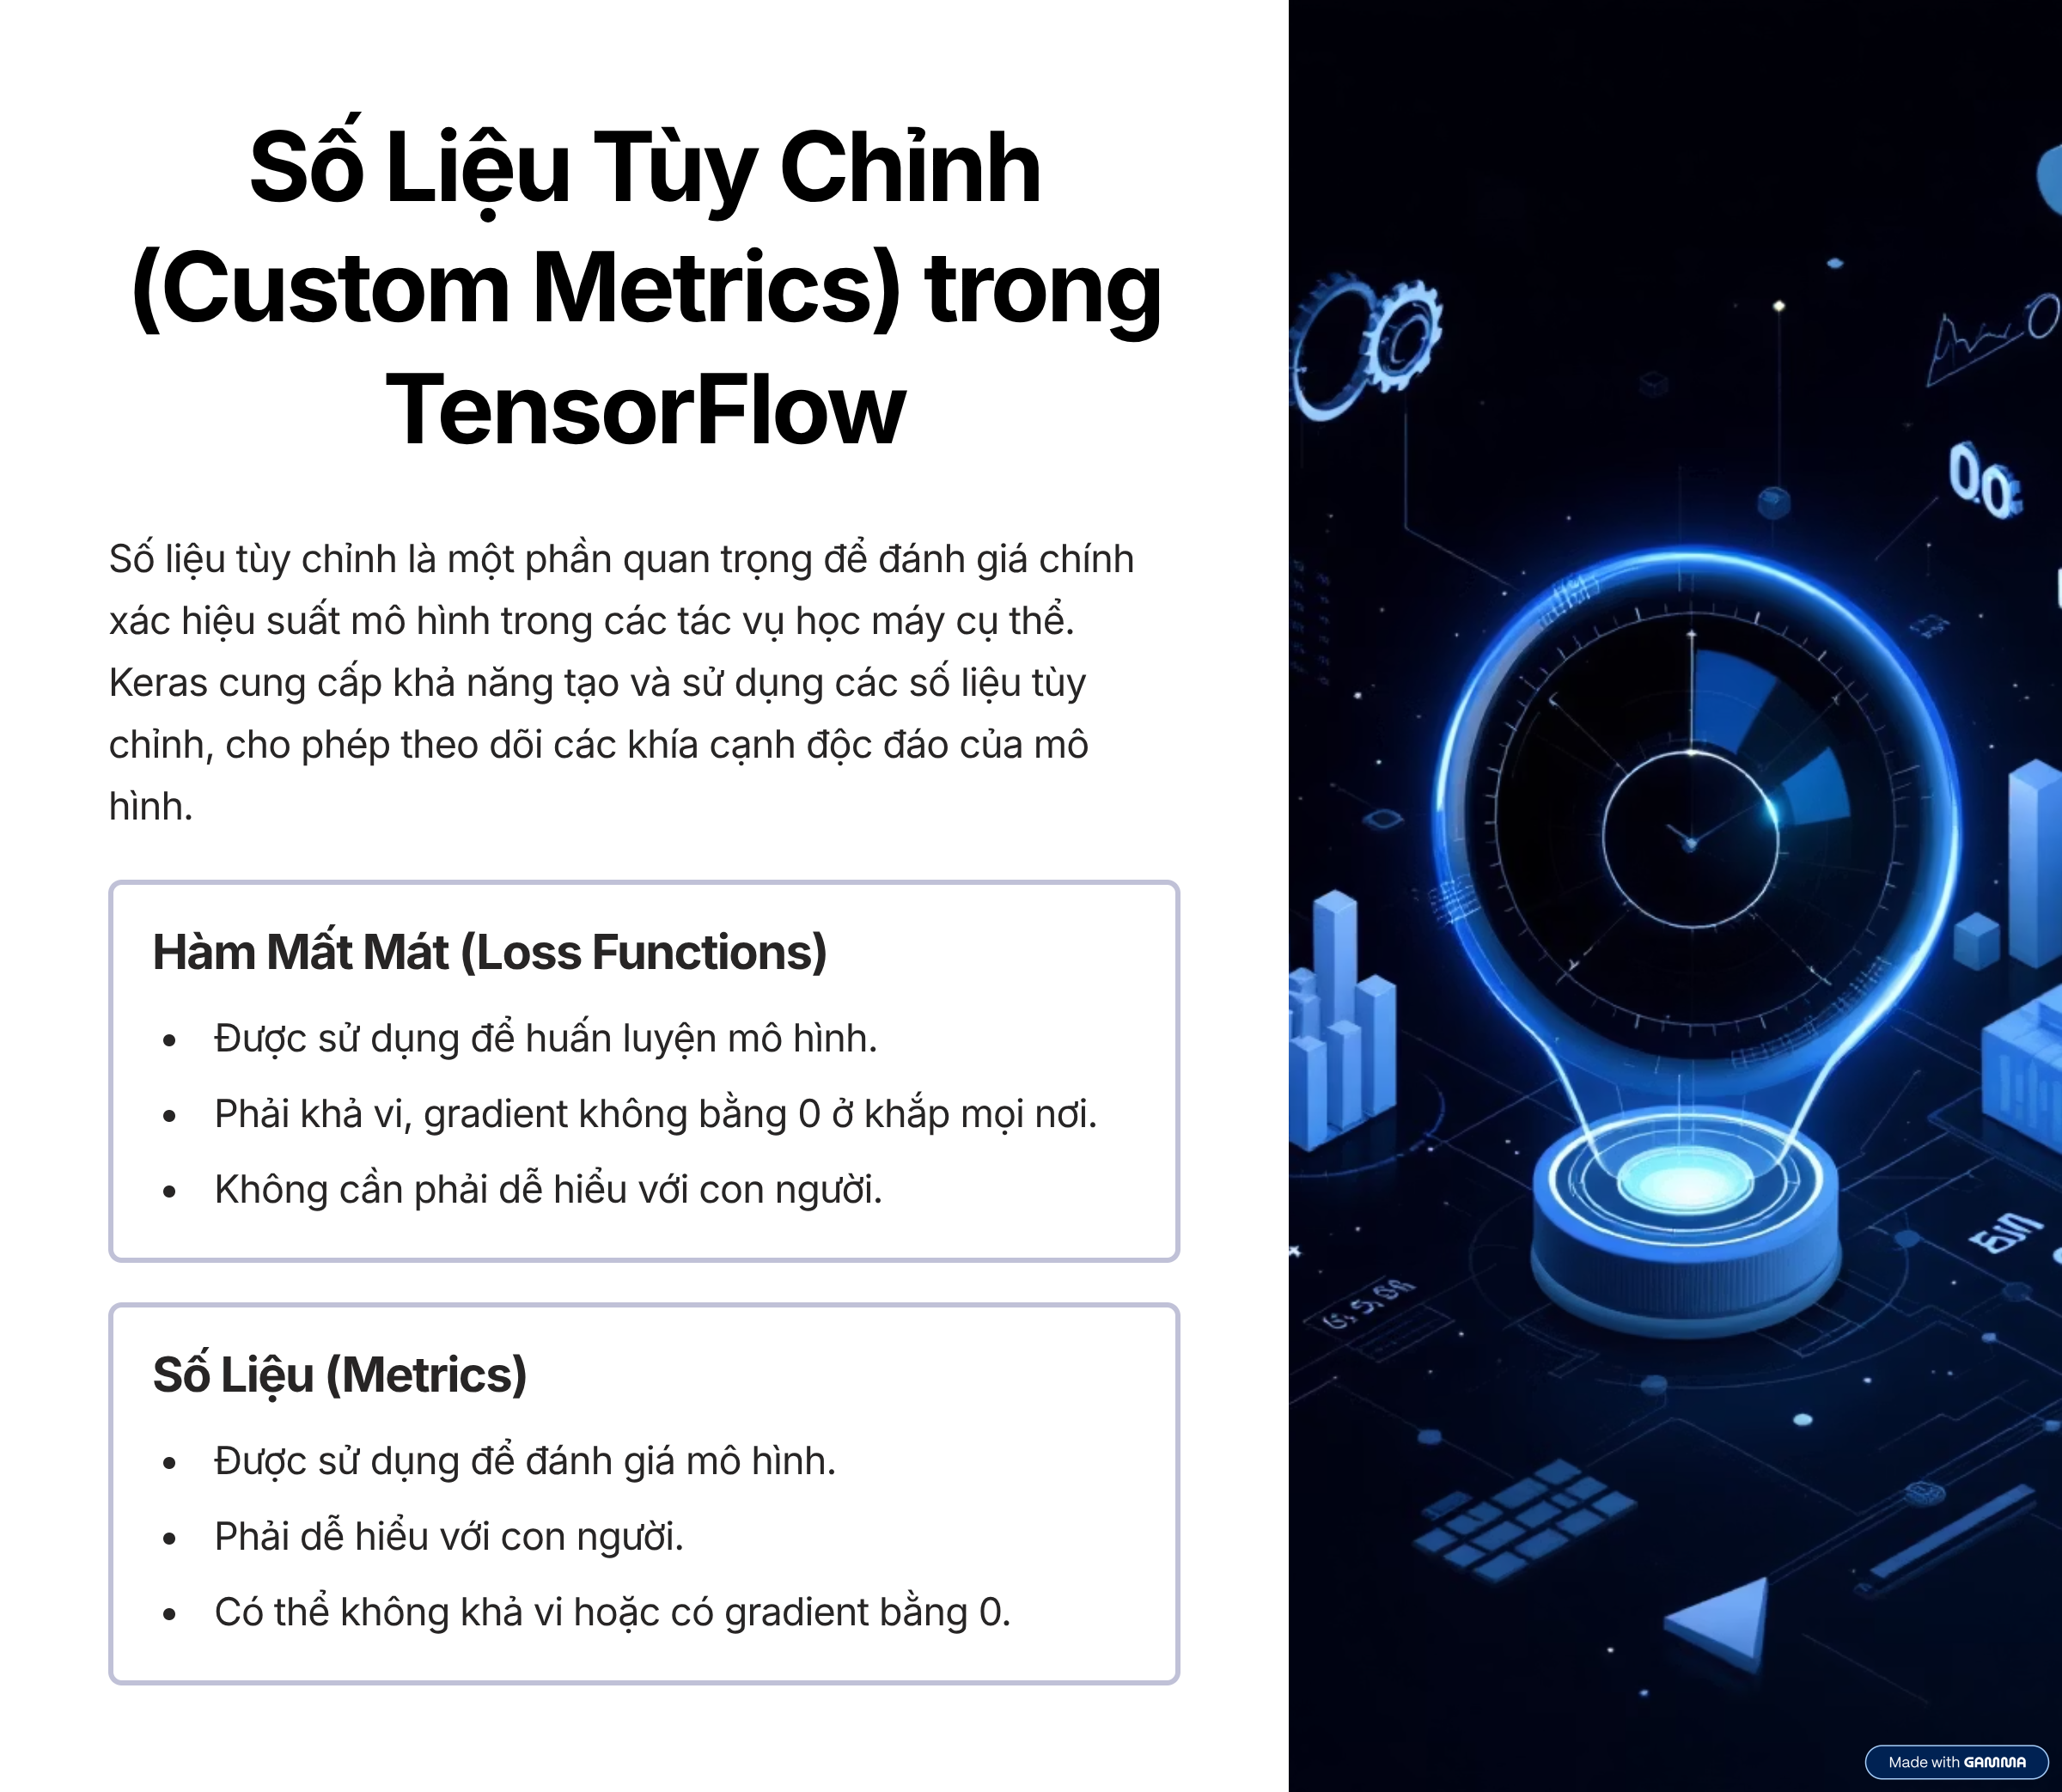 Số Liệu Tùy Chỉnh
(Custom Metrics) trong
TensorFlow
Số liệu tùy chỉnh là một phần quan trọng để đánh giá chính
xác hiệu suất mô hình trong các tác vụ học máy cụ thể.
Keras cung cấp khả năng tạo và sử dụng các số liệu tùy
chỉnh, cho phép theo dõi các khía cạnh độc đáo của mô
hình.
Hàm Mất Mát (Loss Functions)
• Được sử dụng để huấn luyện mô hình.
• Phải khả vi, gradient không bằng 0 ở khắp mọi nơi.
• Không cần phải dễ hiểu với con người.
Số Liệu (Metrics)
• Được sử dụng để đánh giá mô hình.
• Phải dễ hiểu với con người.
• Có thể không khả vi hoặc có gradient bằng 0.
Made with GAMMA